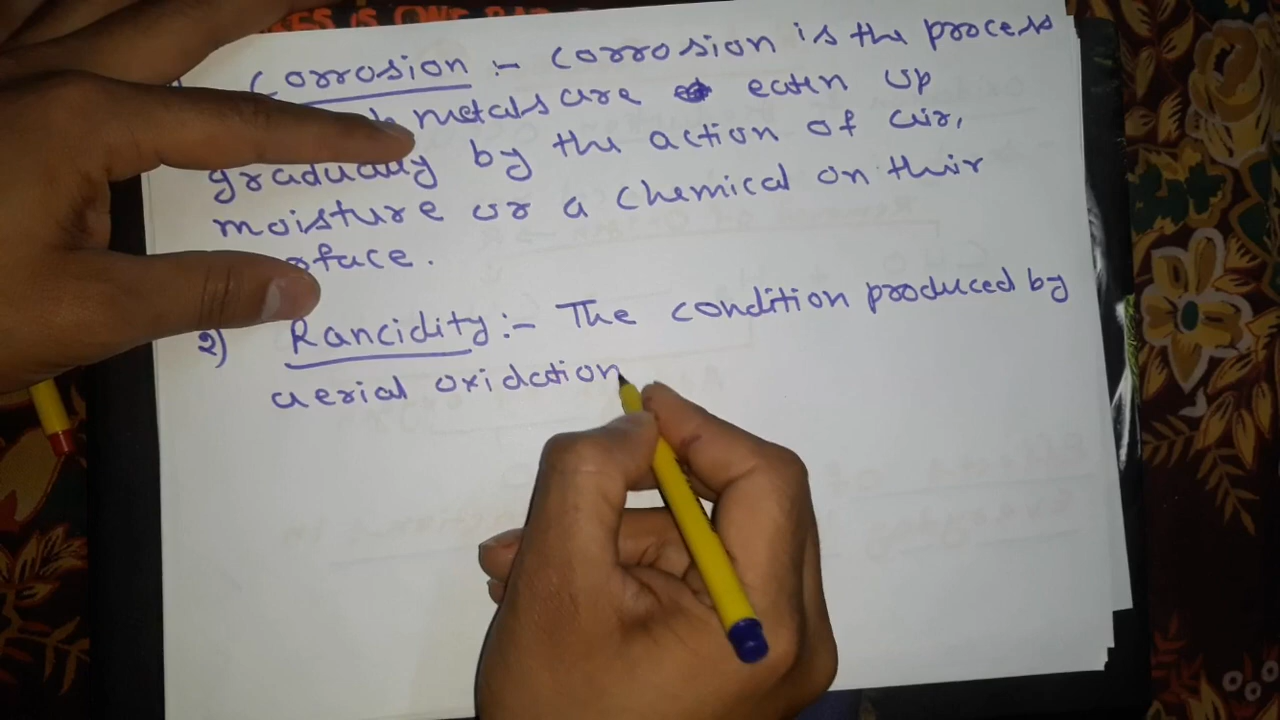 Corrosion :- Corrosion is the process
metals are eaten up
gradually by the action of air,
moisture or a chemical on their
face.
2) Rancidity :- The condition produced by
aerial oxidation